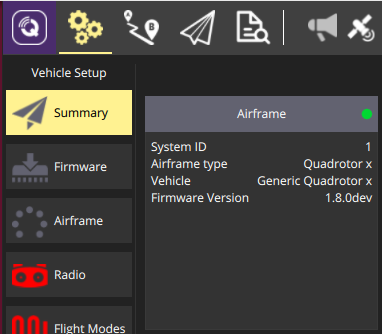 Vehicle Setup
Summary
Firmware
Airframe
Radio
Flight Modes
Airframe
System ID 1
Airframe type Quadrotor x
Vehicle Generic Quadrotor x
Firmware Version 1.8.0dev